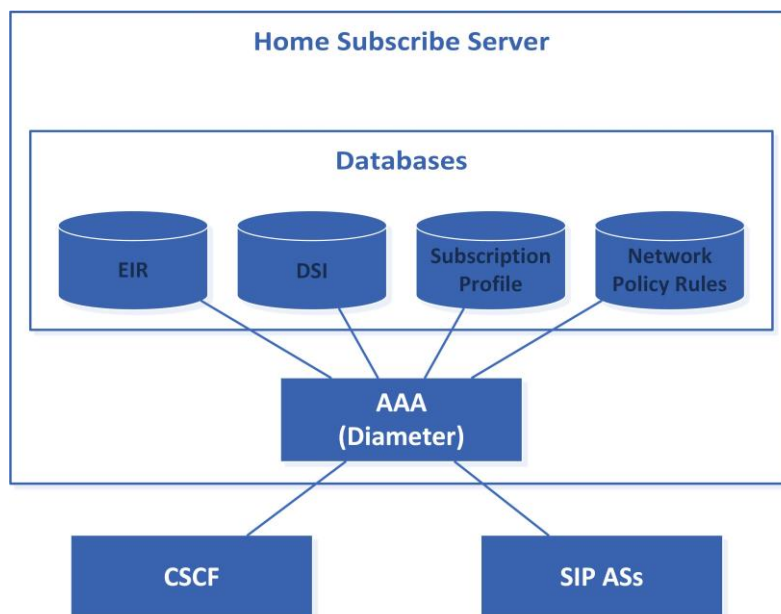 Home Subscribe Server
Databases
EIR
DSI
Subscription
Profile
Network
Policy Rules
AAA
(Diameter)
CSCF
SIP ASs